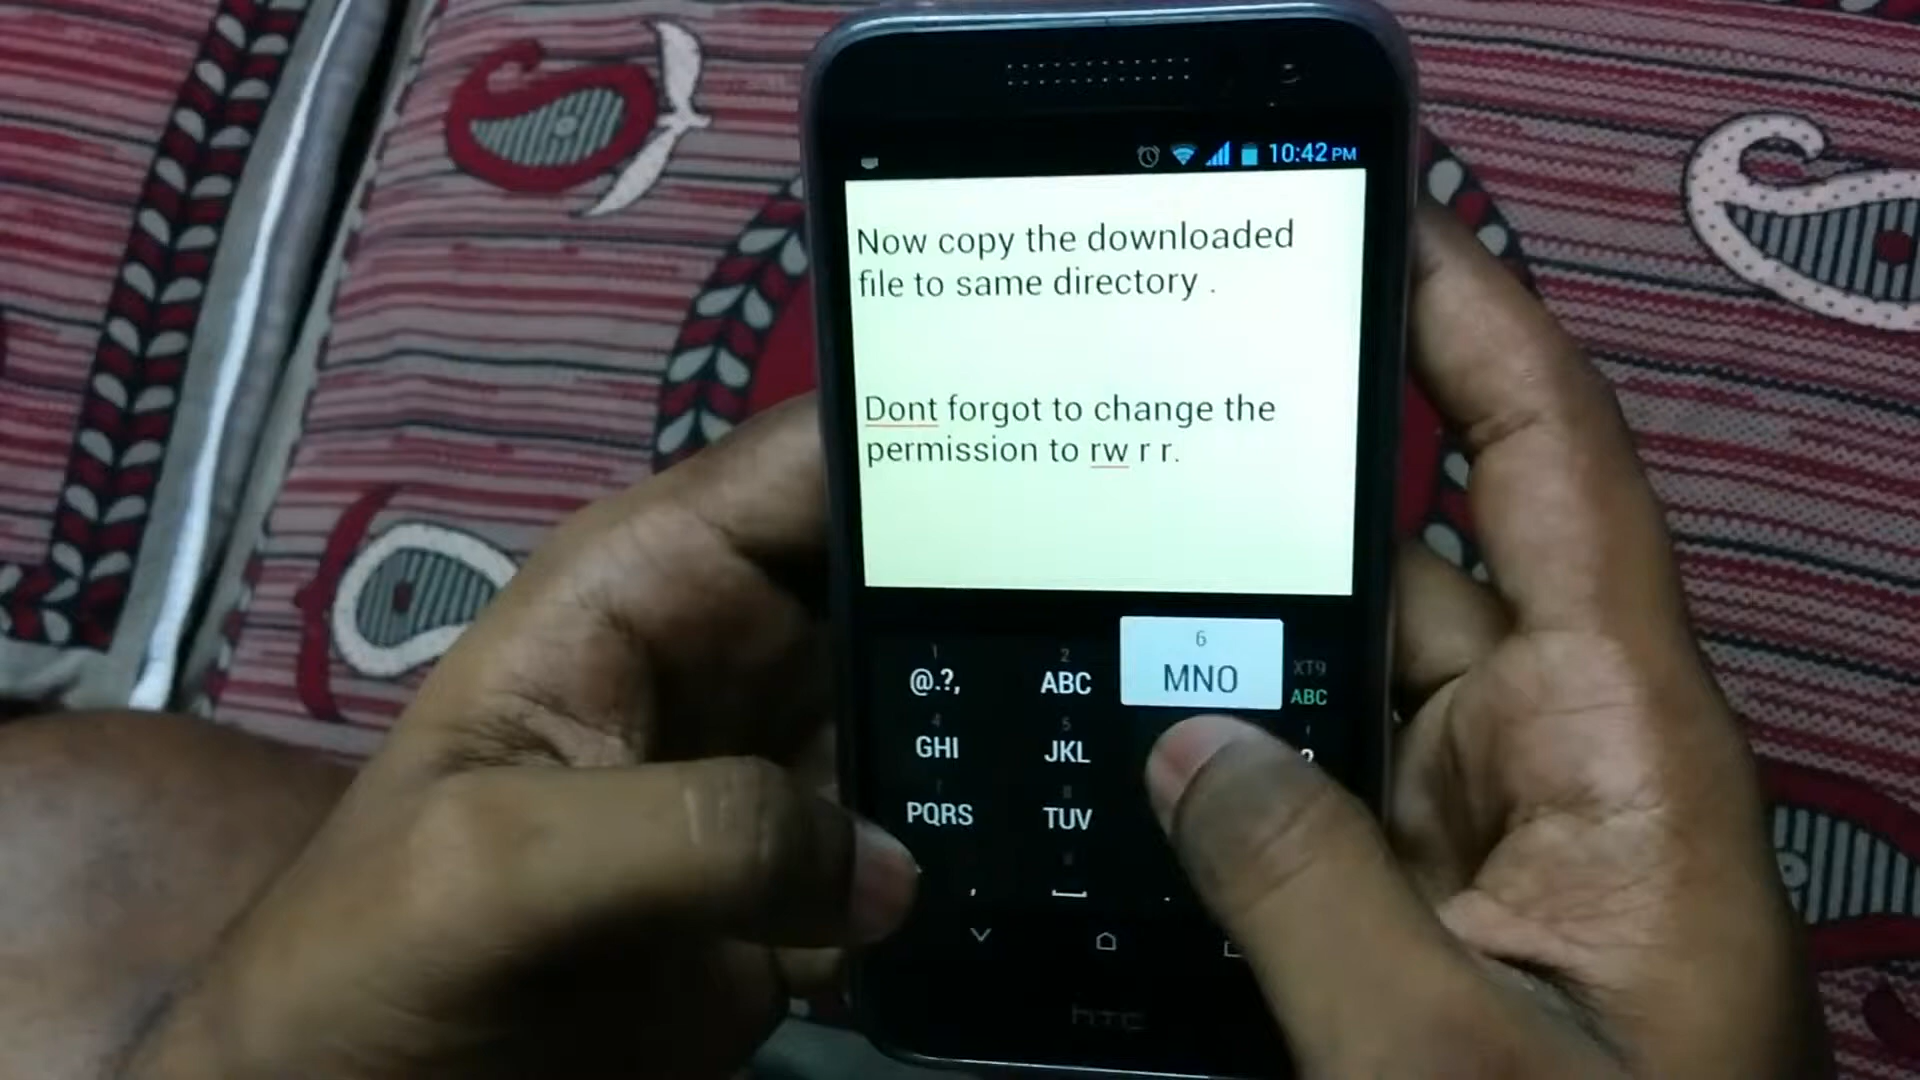 10:42 PM
Now copy the downloaded
file to same directory .
Dont forgot to change the
permission to rw r r.
1 2 6
@.?, ABC MNO XT9
ABC
4 5
GHI JKL
PQRS TUV
hTC